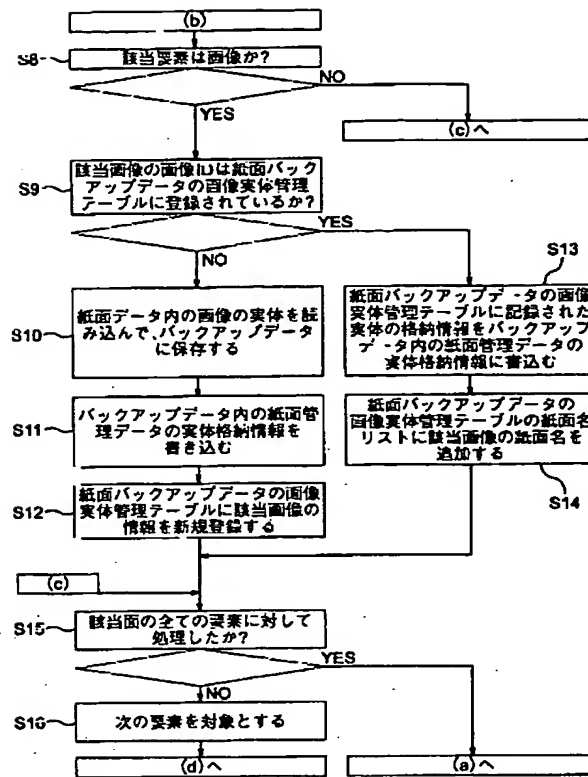 (b)
S8
該当要素は画像か?
NO
YES
(c)へ
S9
該当画像の画像IDは紙面バック
アップデータの画像実体管理
テーブルに登録されているか?
YES
NO
S13
S10
紙面データ内の画像の実体を読
み込んで、バックアップデータ
に保存する
紙面バックアップデータの画像
実体管理テーブルに記録された
実体の格納情報をバックアップ
データ内の紙面管理データの
実体格納情報に書込む
S11
バックアップデータ内の紙面管
理データの実体格納情報を
書き込む
紙面バックアップデータの
画像実体管理テーブルの紙面名
リストに該当画像の紙面名を
追加する
S14
S12
紙面バックアップデータの画像
実体管理テーブルに該当画像の
情報を新規登録する
(c)
S15
該当面の全ての要素に対して
処理したか?
YES
NO
S16
次の要素を対象とする
(d)へ
(a)へ